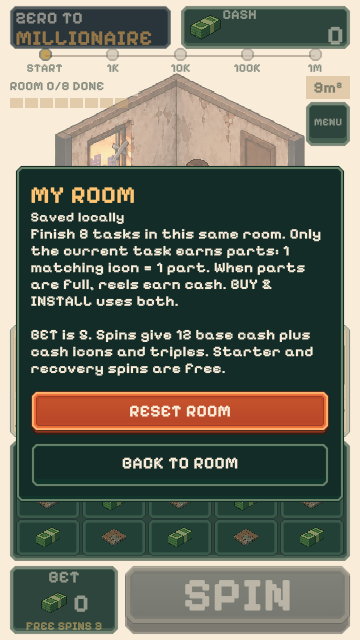 ZERO TO
MILLIONAIRE
CASH
0
START
1K
10K
100K
1M
ROOM 0/8 DONE
9m²
MENU
MY ROOM
Saved locally
Finish 8 tasks in this same room. Only
the current task earns parts: 1
matching icon = 1 part. When parts
are full, reels earn cash. BUY &
INSTALL uses both.
BET is 8. Spins give 12 base cash plus
cash icons and triples. Starter and
recovery spins are free.
RESET ROOM
BACK TO ROOM
BET
0
FREE SPINS 3
SPIN